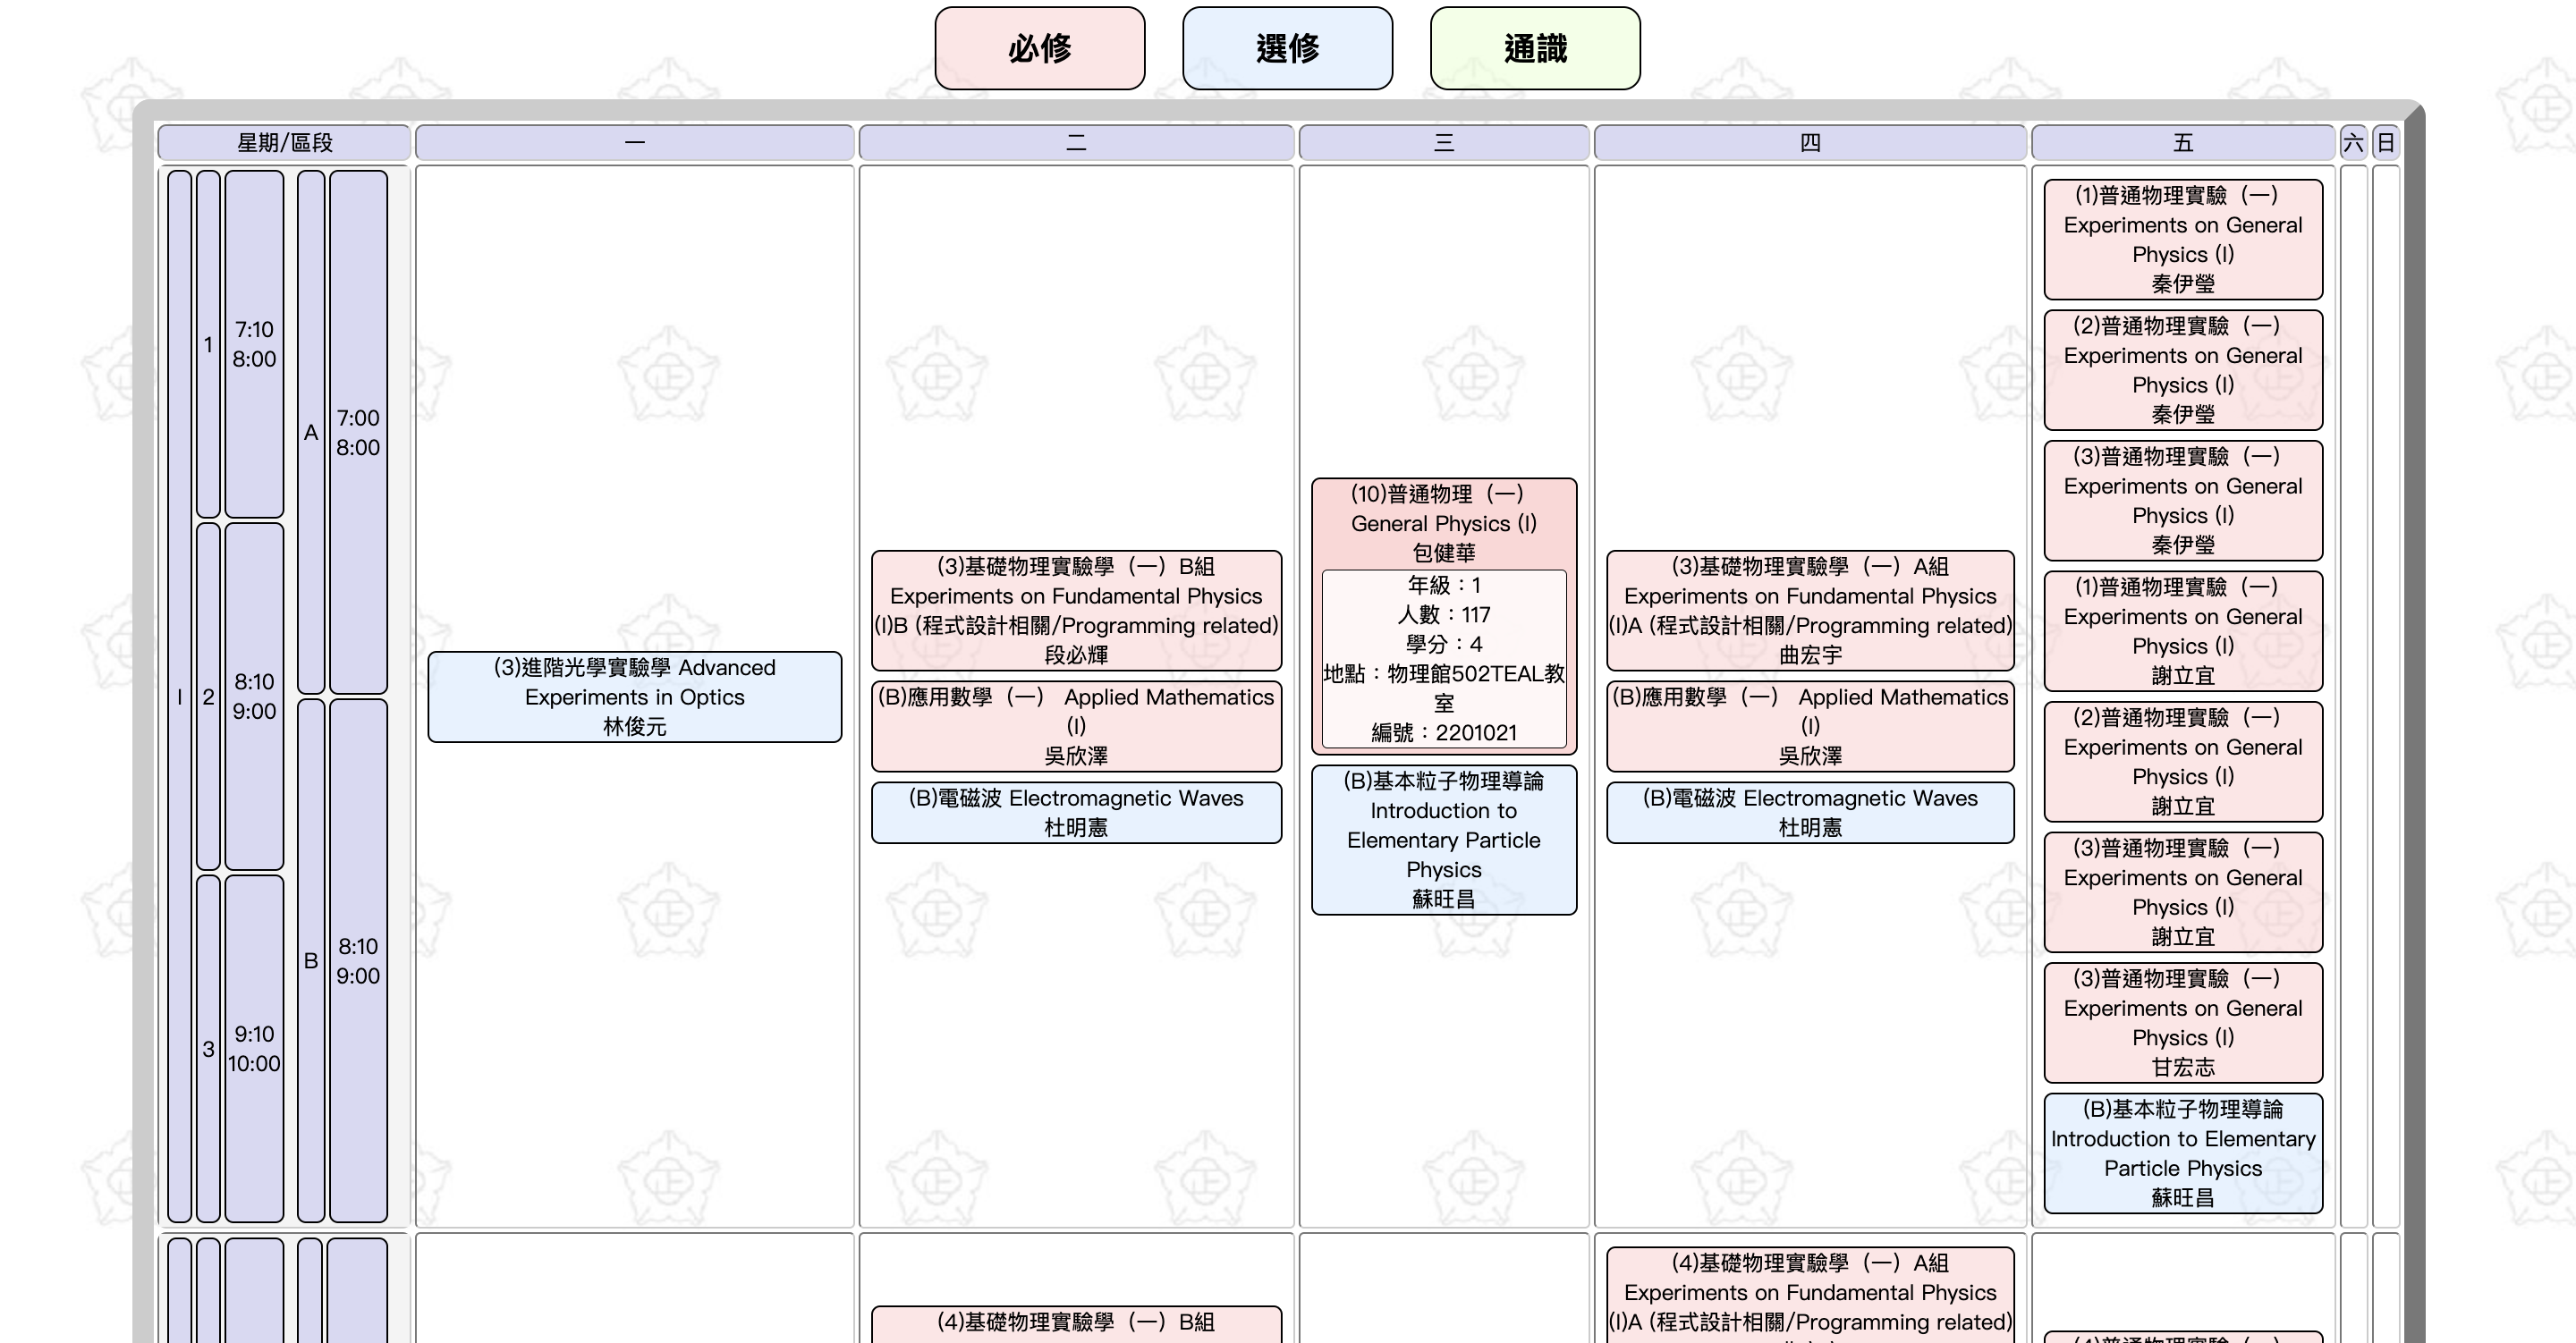 必修
選修
通識
星期/區段
一
二
三
四
五
六
日
I
1
7:10
8:00
2
8:10
9:00
3
9:10
10:00
A
7:00
8:00
B
8:10
9:00
(3)進階光學實驗學 Advanced
Experiments in Optics
林俊元
(3)基礎物理實驗學（一）B組
Experiments on Fundamental Physics
(I)B (程式設計相關/Programming related)
段必輝
(B)應用數學（一） Applied Mathematics
(I)
吳欣澤
(B)電磁波 Electromagnetic Waves
杜明憲
(10)普通物理（一）
General Physics (I)
包健華
年級：1
人數：117
學分：4
地點：物理館502TEAL教
室
編號：2201021
(B)基本粒子物理導論
Introduction to
Elementary Particle
Physics
蘇旺昌
(3)基礎物理實驗學（一）A組
Experiments on Fundamental Physics
(I)A (程式設計相關/Programming related)
曲宏宇
(B)應用數學（一） Applied Mathematics
(I)
吳欣澤
(B)電磁波 Electromagnetic Waves
杜明憲
(1)普通物理實驗（一）
Experiments on General
Physics (I)
秦伊瑩
(2)普通物理實驗（一）
Experiments on General
Physics (I)
秦伊瑩
(3)普通物理實驗（一）
Experiments on General
Physics (I)
秦伊瑩
(1)普通物理實驗（一）
Experiments on General
Physics (I)
謝立宜
(2)普通物理實驗（一）
Experiments on General
Physics (I)
謝立宜
(3)普通物理實驗（一）
Experiments on General
Physics (I)
謝立宜
(3)普通物理實驗（一）
Experiments on General
Physics (I)
甘宏志
(B)基本粒子物理導論
Introduction to Elementary
Particle Physics
蘇旺昌
(4)基礎物理實驗學（一）B組
(4)基礎物理實驗學（一）A組
Experiments on Fundamental Physics
(I)A (程式設計相關/Programming related)